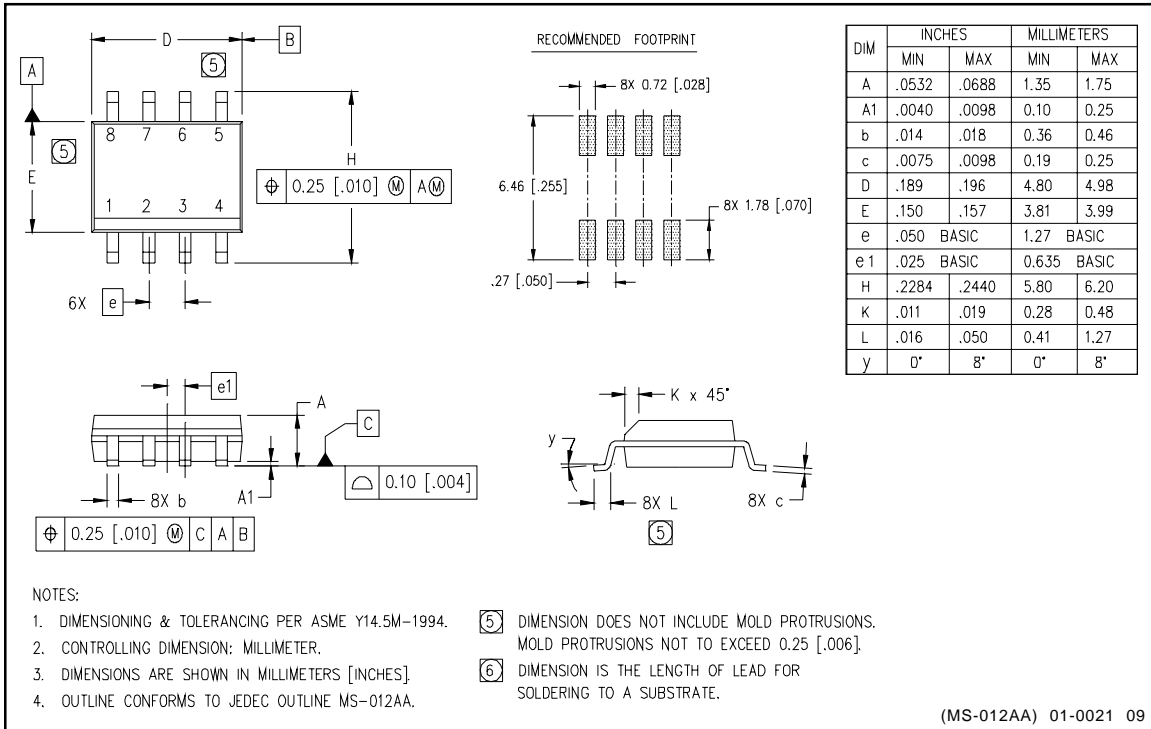 D
B
5
A
8 7 6 5
5
H
E
⌖ 0.25 [.010] Ⓜ AⓂ
1 2 3 4
6X e
RECOMMENDED FOOTPRINT
8X 0.72 [.028]
6.46 [.255]
8X 1.78 [.070]
.27 [.050]
DIM INCHES MILLIMETERS
MIN MAX MIN MAX
A .0532 .0688 1.35 1.75
A1 .0040 .0098 0.10 0.25
b .014 .018 0.36 0.46
c .0075 .0098 0.19 0.25
D .189 .196 4.80 4.98
E .150 .157 3.81 3.99
e .050 BASIC 1.27 BASIC
e1 .025 BASIC 0.635 BASIC
H .2284 .2440 5.80 6.20
K .011 .019 0.28 0.48
L .016 .050 0.41 1.27
y 0° 8° 0° 8°
e1
A
C
8X b
A1
⌓ 0.10 [.004]
⌖ 0.25 [.010] Ⓜ C A B
K x 45°
y
8X L
8X c
5
NOTES:
1. DIMENSIONING & TOLERANCING PER ASME Y14.5M-1994.
2. CONTROLLING DIMENSION: MILLIMETER.
3. DIMENSIONS ARE SHOWN IN MILLIMETERS [INCHES].
4. OUTLINE CONFORMS TO JEDEC OUTLINE MS-012AA.
5 DIMENSION DOES NOT INCLUDE MOLD PROTRUSIONS.
MOLD PROTRUSIONS NOT TO EXCEED 0.25 [.006].
6 DIMENSION IS THE LENGTH OF LEAD FOR
SOLDERING TO A SUBSTRATE.
(MS-012AA) 01-0021 09